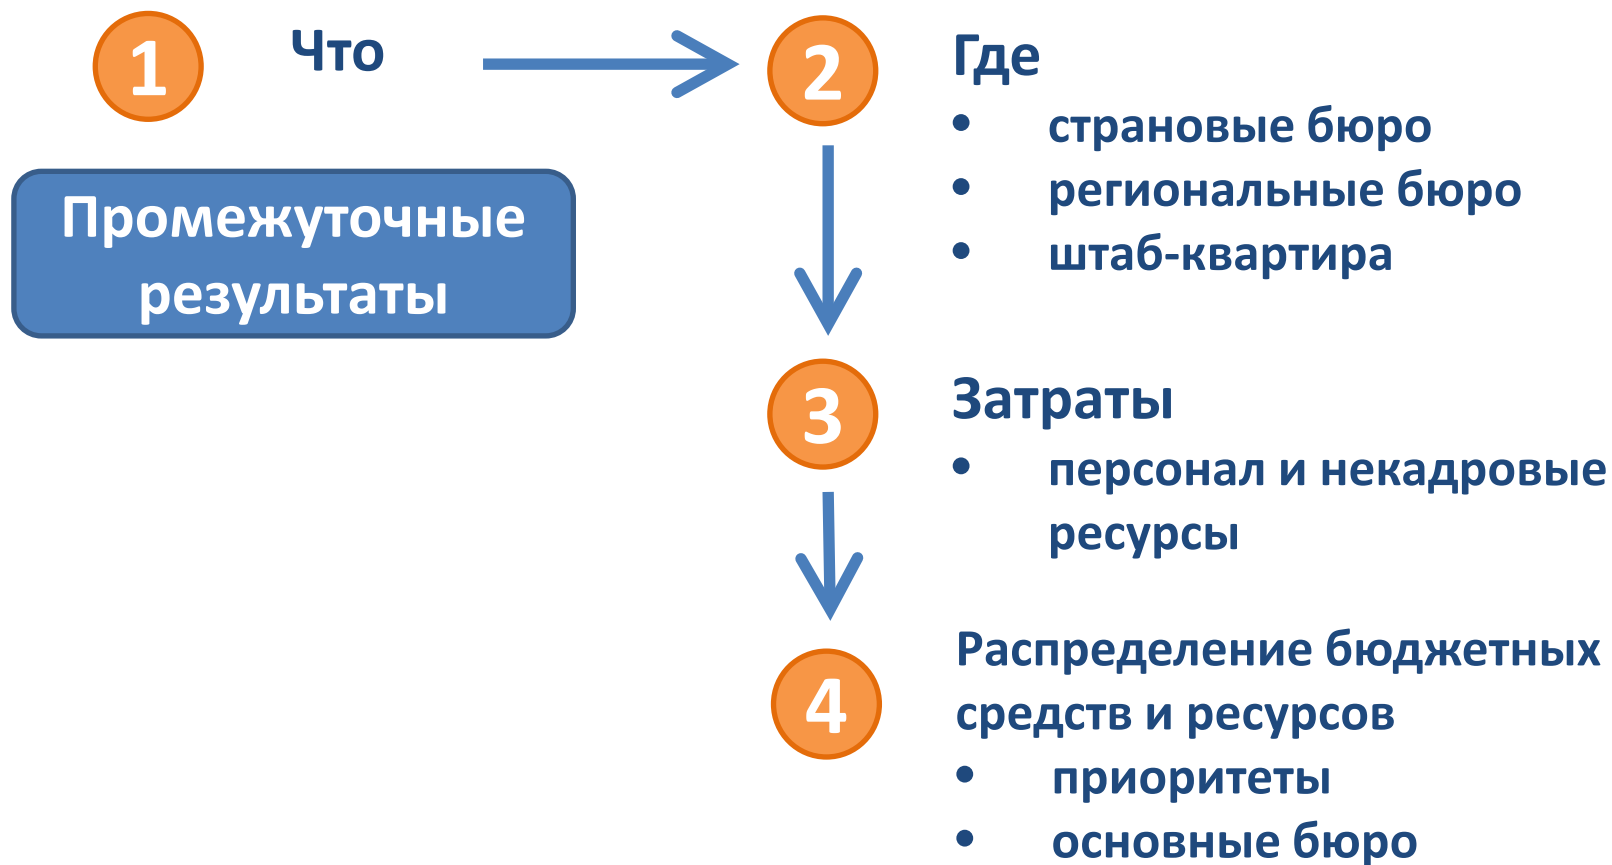 1
Что
Промежуточные
результаты
2
Где
• страновые бюро
• региональные бюро
• штаб-квартира
3
Затраты
• персонал и некадровые
ресурсы
4
Распределение бюджетных
средств и ресурсов
• приоритеты
• основные бюро